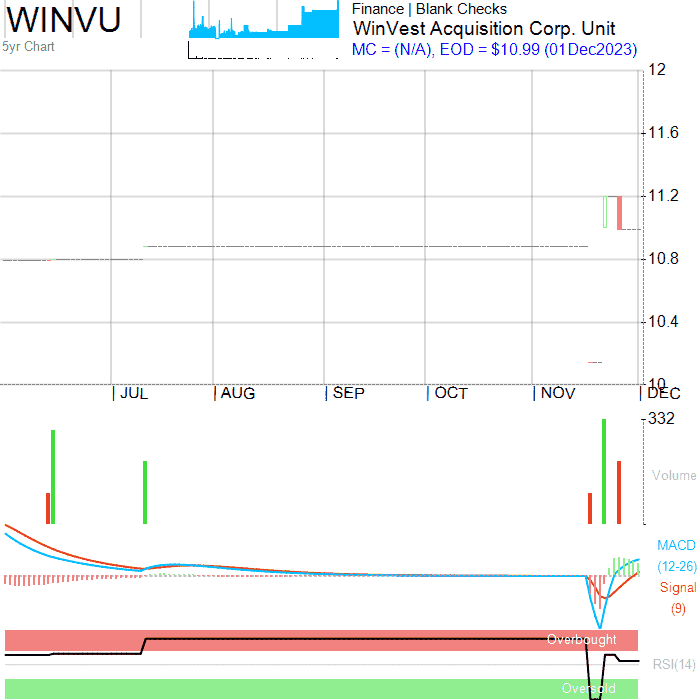 WINVU
5yr Chart
Finance | Blank Checks
WinVest Acquisition Corp. Unit
MC = (N/A), EOD = $10.99 (01Dec2023)
12
11.6
11.2
10.8
10.4
10
| JUL | AUG | SEP | OCT | NOV | DEC
332
Volume
MACD
(12-26)
Signal
(9)
Overbought
RSI(14)
Oversold